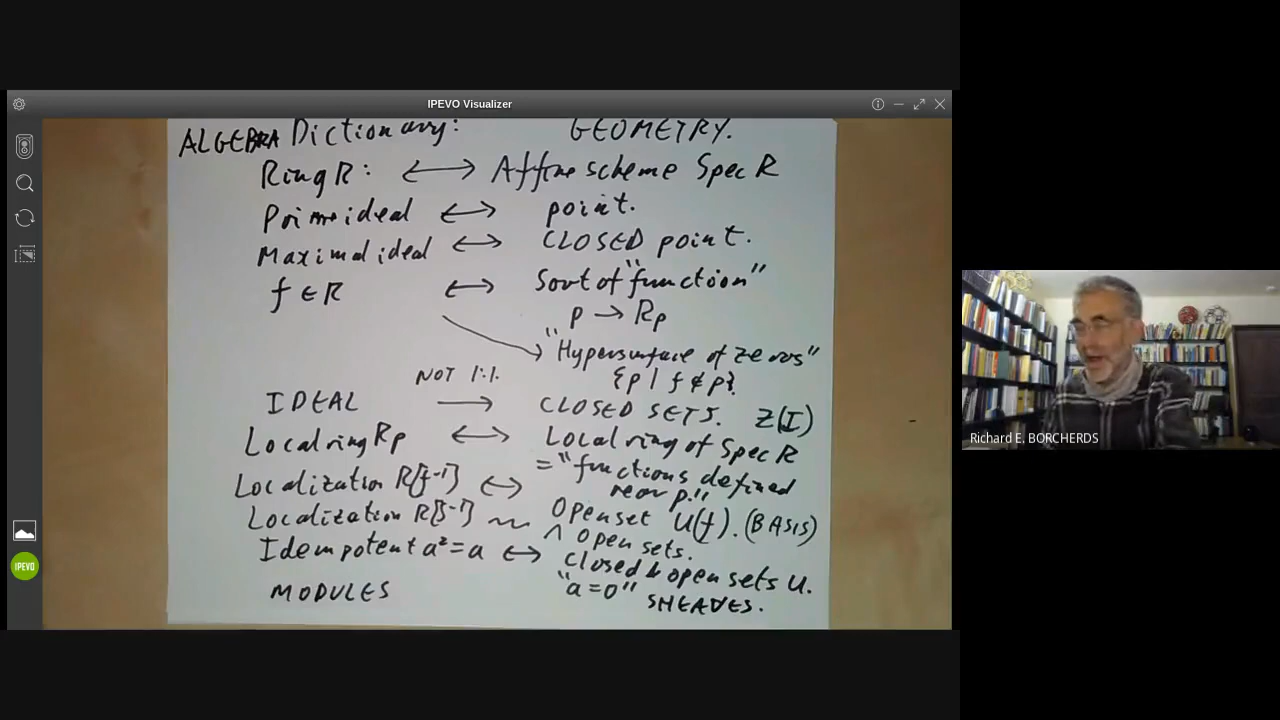 IPEVO Visualizer
ALGEBRA Dictionary: GEOMETRY.
Ring R: ↔ Affine scheme Spec R
Prime ideal ↔ point.
Maximal ideal ↔ CLOSED point.
f ∈ R ↔ Sort of "function"
p → Rp
"Hypersurface of zeros"
{p | f ∉ p}
NOT 1:1.
IDEAL → CLOSED SETS. Z(I)
Local ring Rp ↔ Local ring of Spec R
= "functions defined
near p."
Localization R[f-1] ↔ Open set U(f). (BASIS)
Localization R[S-1] ~ ∩ open sets.
Idempotent a²=a ↔ closed & open sets U.
"a=0"
MODULES SHEAVES.
Richard E. BORCHERDS
IPEVO